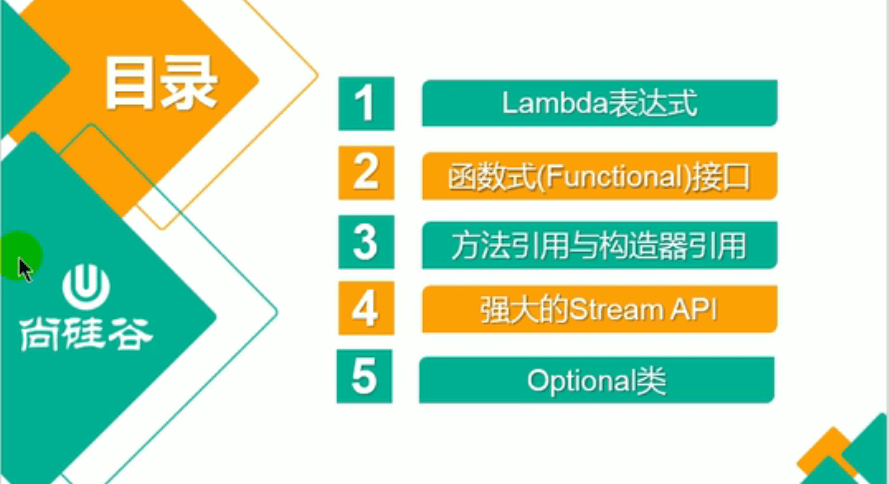 目录
1
Lambda表达式
2
函数式(Functional)接口
3
方法引用与构造器引用
4
强大的Stream API
5
Optional类
尚硅谷